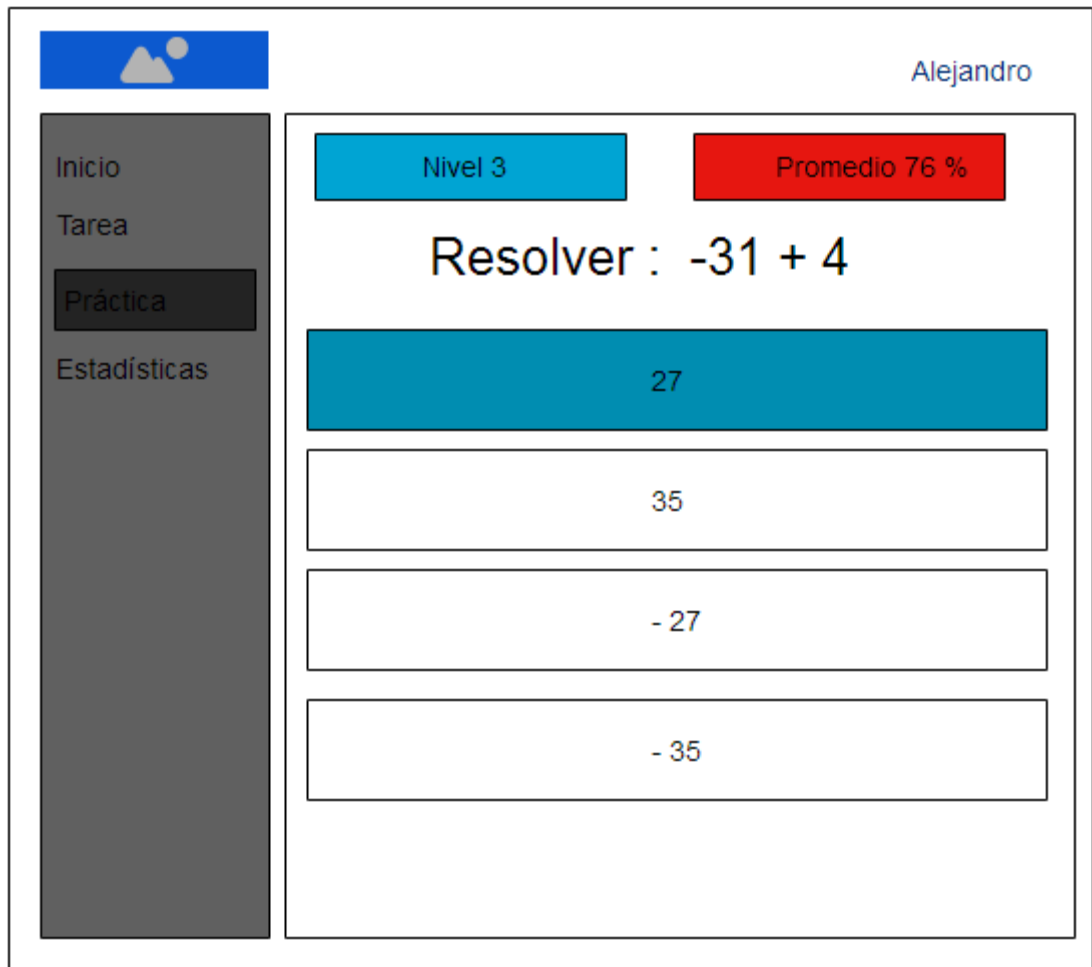 Alejandro
Inicio
Tarea
Práctica
Estadísticas
Nivel 3
Promedio 76 %
Resolver : -31 + 4
27
35
- 27
- 35